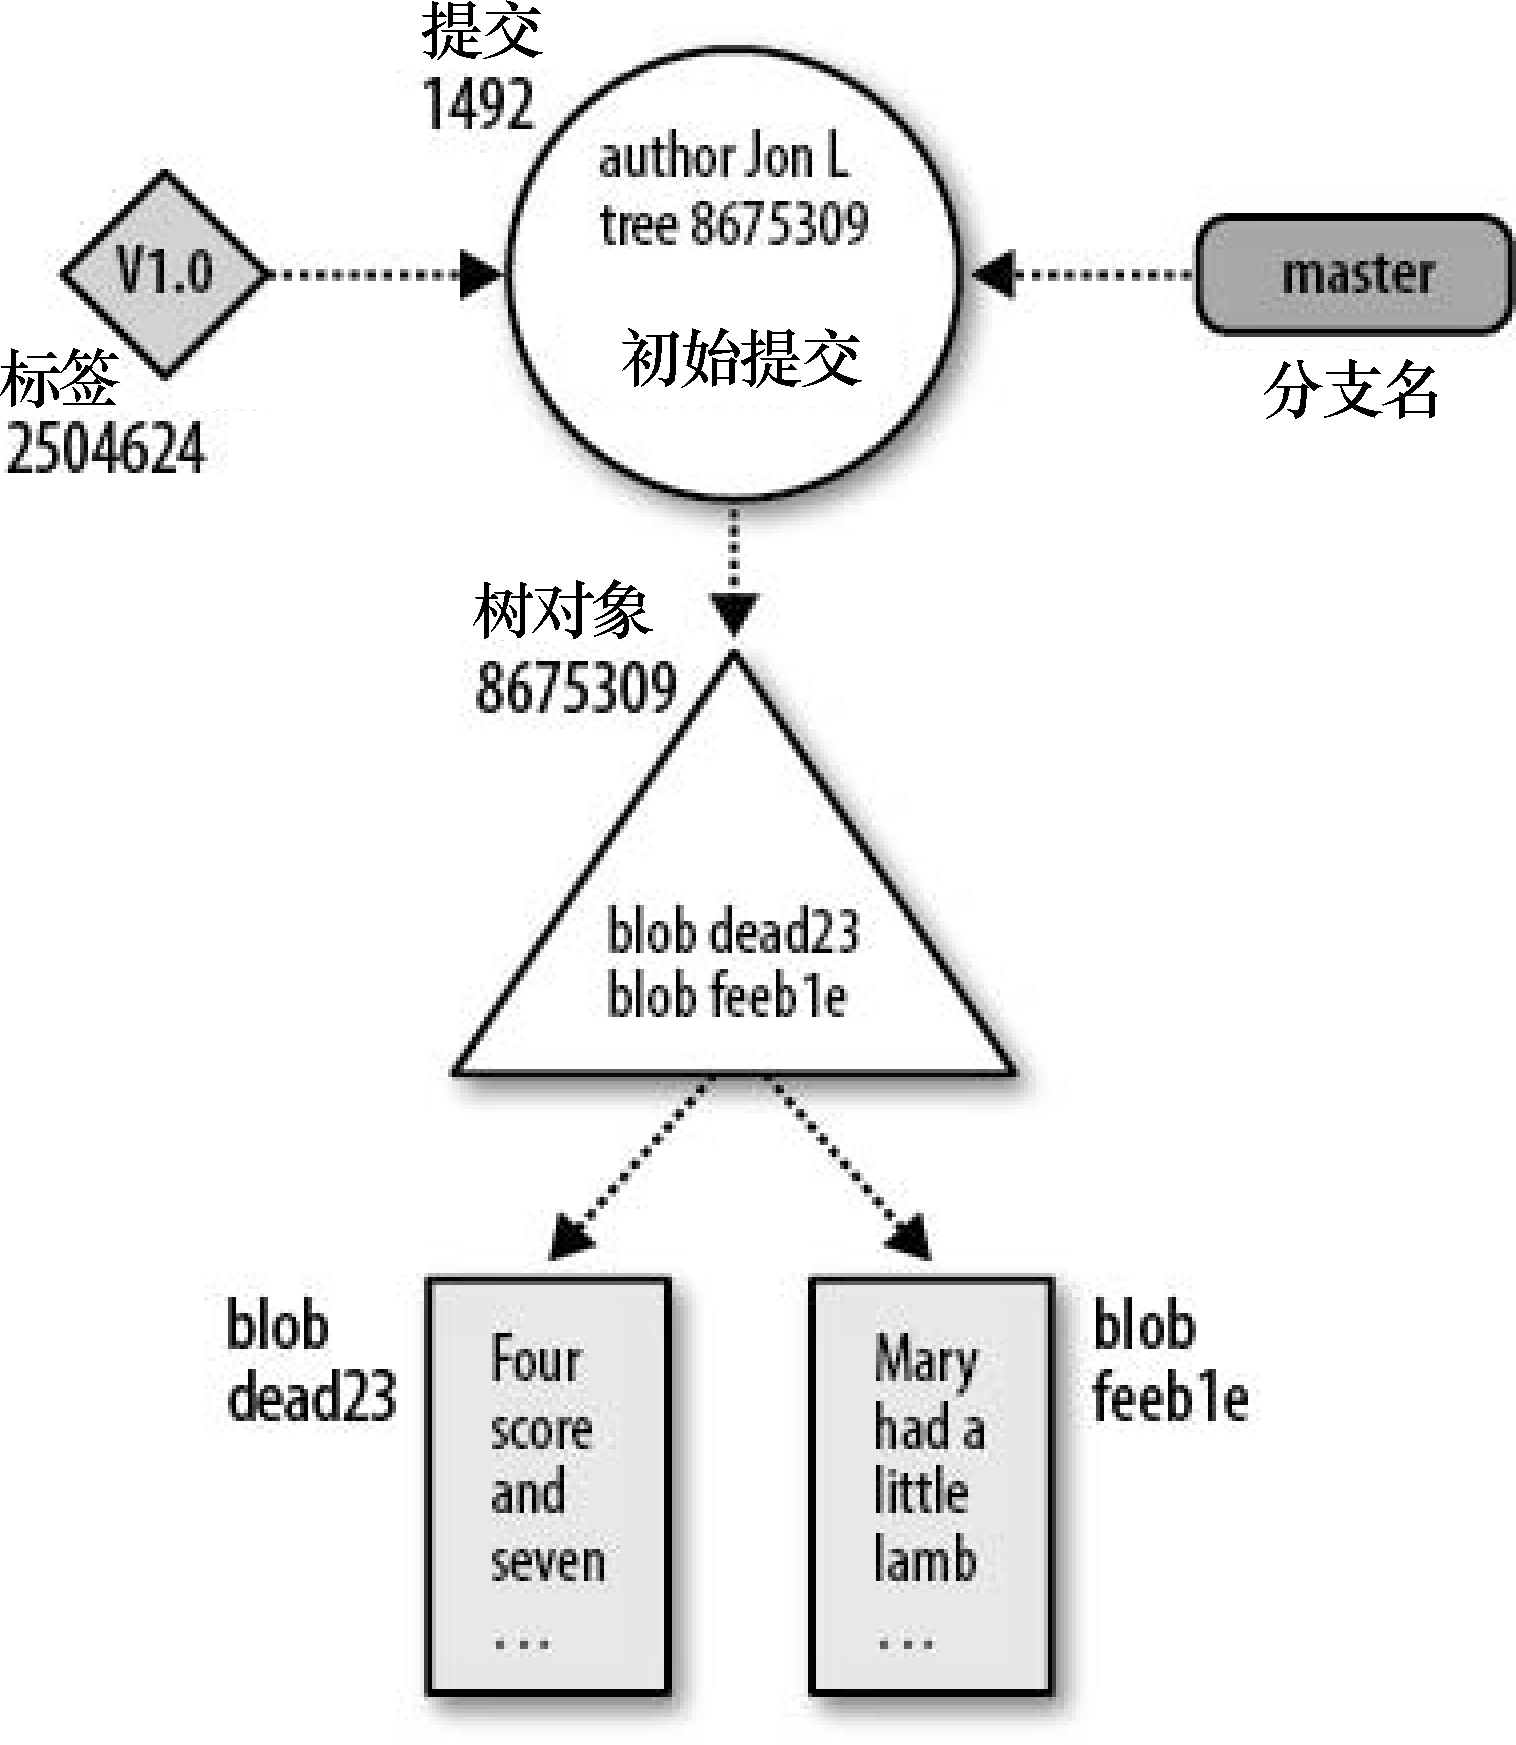 提交
1492
author Jon L
tree 8675309
初始提交
V1.0
标签
2504624
master
分支名
树对象
8675309
blob dead23
blob feeb1e
blob
dead23
Four
score
and
seven
...
Mary
had a
little
lamb
...
blob
feeb1e